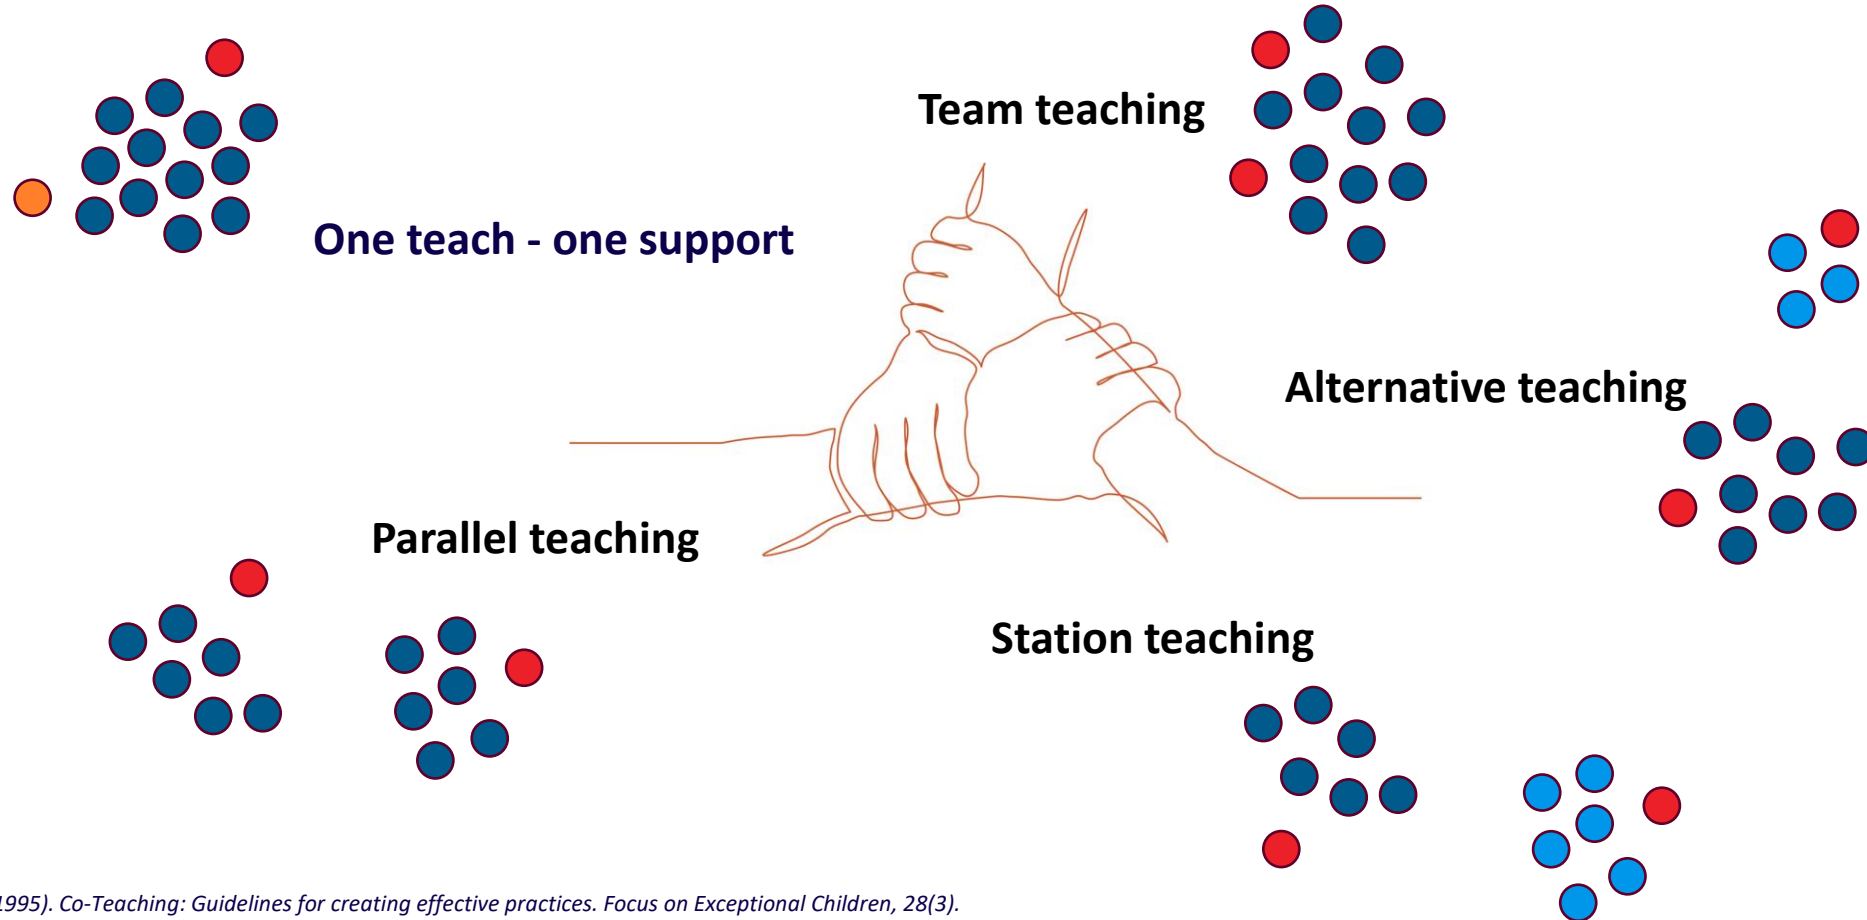 Team teaching
One teach - one support
Alternative teaching
Parallel teaching
Station teaching
1995). Co-Teaching: Guidelines for creating effective practices. Focus on Exceptional Children, 28(3).